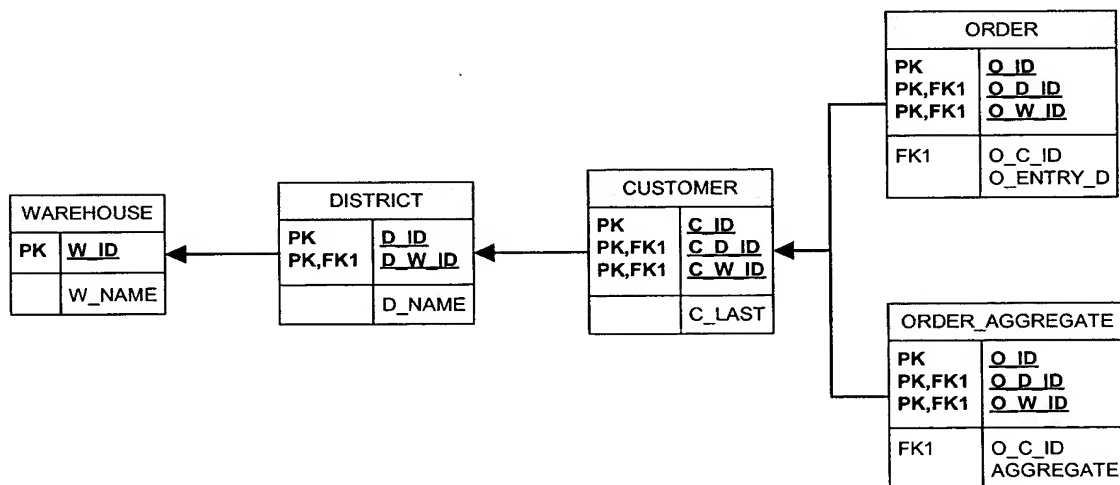 WAREHOUSE
PK W_ID
W_NAME
DISTRICT
PK D_ID
PK,FK1 D_W_ID
D_NAME
CUSTOMER
PK C_ID
PK,FK1 C_D_ID
PK,FK1 C_W_ID
C_LAST
ORDER
PK O_ID
PK,FK1 O_D_ID
PK,FK1 O_W_ID
FK1 O_C_ID
O_ENTRY_D
ORDER_AGGREGATE
PK O_ID
PK,FK1 O_D_ID
PK,FK1 O_W_ID
FK1 O_C_ID
AGGREGATE